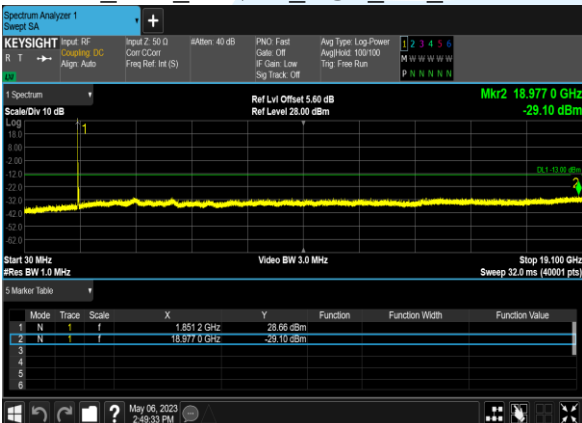 Spectrum Analyzer 1
Swept SA
+
KEYSIGHT Input: RF Input Z: 50 Ω #Atten: 40 dB PNO: Fast Avg Type: Log-Power 1 2 3 4 5 6
R T Coupling: DC Corr CCorr Gate: Off Avg|Hold: 100/100 M W W W W W
Align: Auto Freq Ref: Int (S) IF Gain: Low Trig: Free Run
LV Sig Track: Off P N N N N N
1 Spectrum Ref Lvl Offset 5.60 dB Mkr2 18.977 0 GHz
Scale/Div 10 dB Ref Level 28.00 dBm -29.10 dBm
Log
18.0 1
8.00
-2.00
-12.0 DL1 -13.00 dBm
-22.0 2
-32.0
-42.0
-52.0
-62.0
Start 30 MHz Video BW 3.0 MHz Stop 19.100 GHz
#Res BW 1.0 MHz Sweep 32.0 ms (40001 pts)
5 Marker Table
Mode Trace Scale X Y Function Function Width Function Value
1 N 1 f 1.851 2 GHz 28.66 dBm
2 N 1 f 18.977 0 GHz -29.10 dBm
3
4
5
6
? May 06, 2023
2:49:33 PM